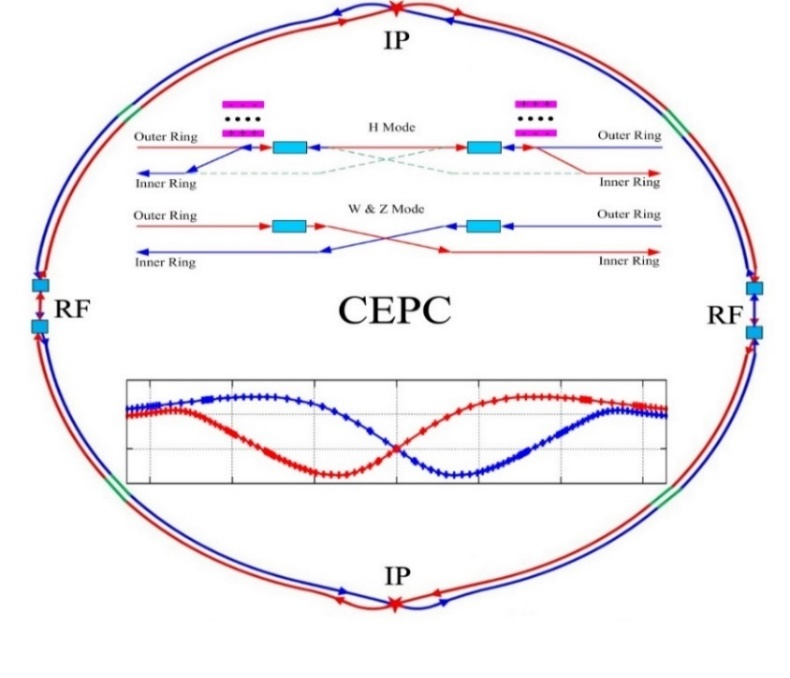 IP
H Mode
Outer Ring
Outer Ring
Inner Ring
Inner Ring
W & Z Mode
Outer Ring
Outer Ring
Inner Ring
Inner Ring
RF
CEPC
RF
IP